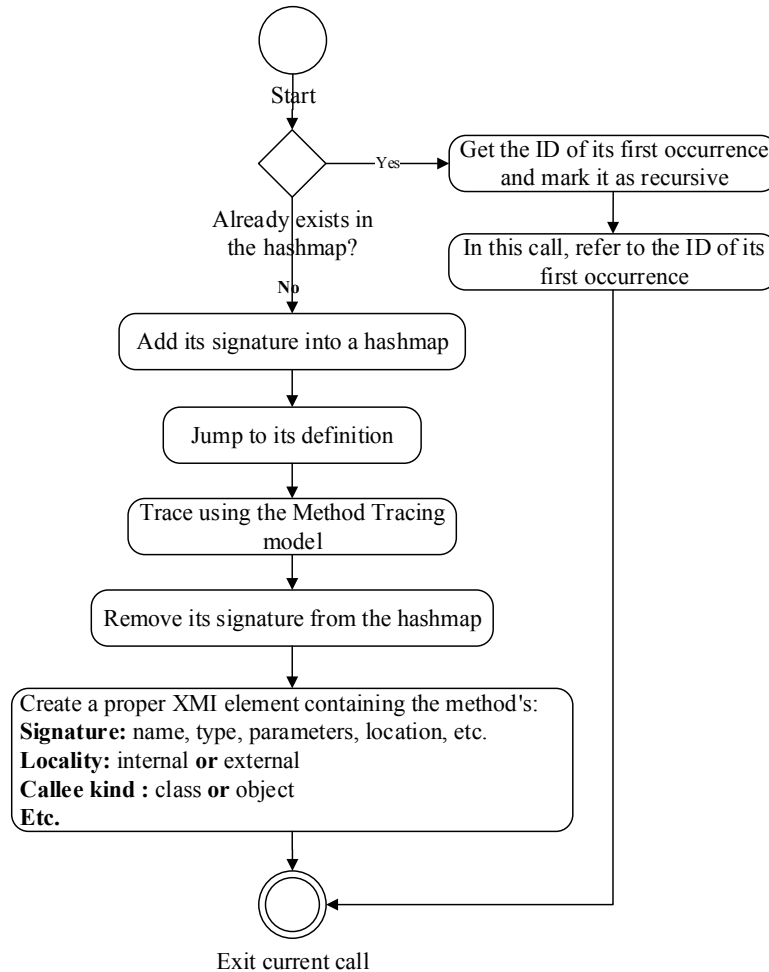 Start
Yes
Get the ID of its first occurrence
and mark it as recursive
Already exists in
the hashmap?
In this call, refer to the ID of its
first occurrence
No
Add its signature into a hashmap
Jump to its definition
Trace using the Method Tracing
model
Remove its signature from the hashmap
Create a proper XMI element containing the method's:
Signature: name, type, parameters, location, etc.
Locality: internal or external
Callee kind : class or object
Etc.
Exit current call